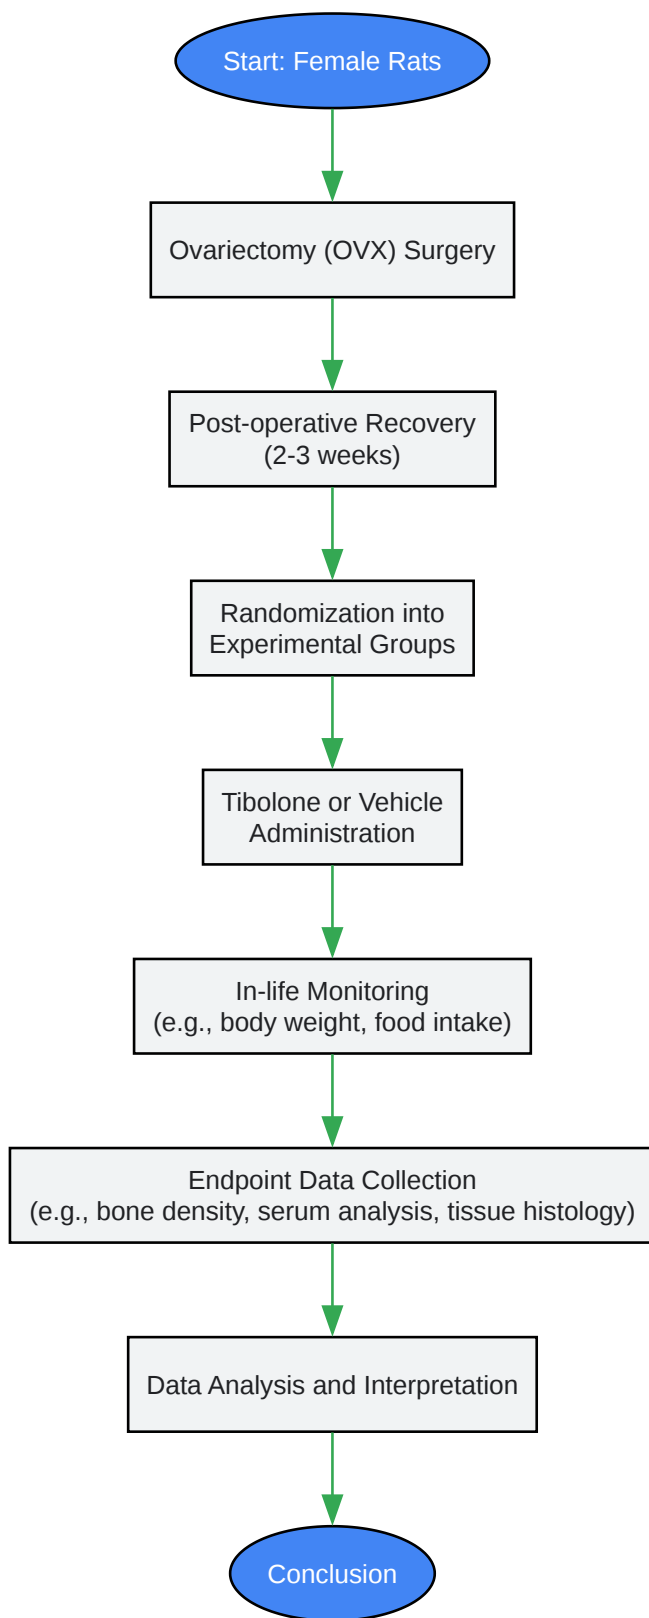 Start: Female Rats
Ovariectomy (OVX) Surgery
Post-operative Recovery
(2-3 weeks)
Randomization into
Experimental Groups
Tibolone or Vehicle
Administration
In-life Monitoring
(e.g., body weight, food intake)
Endpoint Data Collection
(e.g., bone density, serum analysis, tissue histology)
Data Analysis and Interpretation
Conclusion